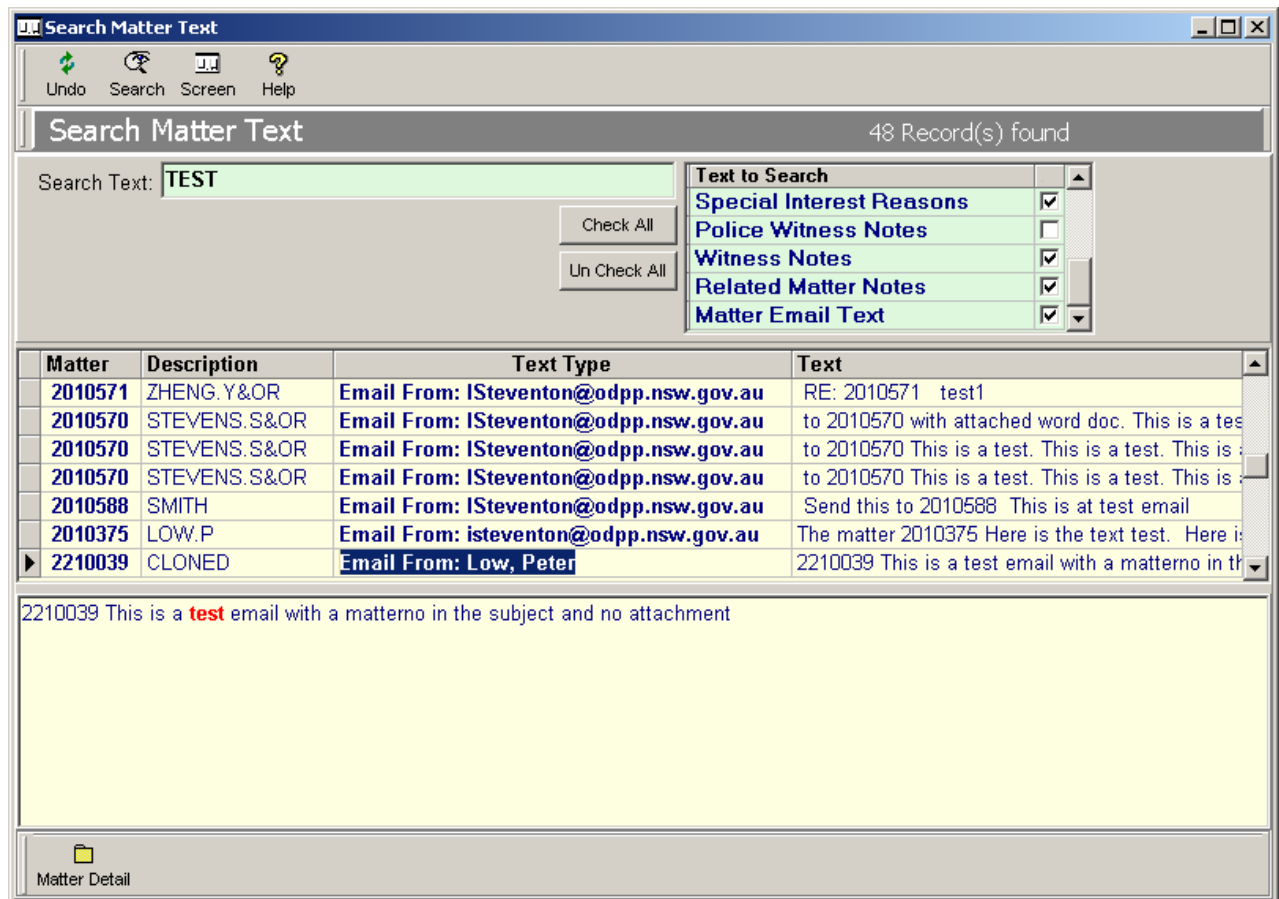 Search Matter Text
Undo Search Screen Help
Search Matter Text 48 Record(s) found
Search Text: TEST
Check All
Un Check All
Text to Search
Special Interest Reasons
Police Witness Notes
Witness Notes
Related Matter Notes
Matter Email Text
Matter Description Text Type Text
2010571 ZHENG.Y&OR Email From: ISteventon@odpp.nsw.gov.au RE: 2010571 test1
2010570 STEVENS.S&OR Email From: ISteventon@odpp.nsw.gov.au to 2010570 with attached word doc. This is a tes
2010570 STEVENS.S&OR Email From: ISteventon@odpp.nsw.gov.au to 2010570 This is a test. This is a test. This is
2010570 STEVENS.S&OR Email From: ISteventon@odpp.nsw.gov.au to 2010570 This is a test. This is a test. This is
2010588 SMITH Email From: ISteventon@odpp.nsw.gov.au Send this to 2010588 This is at test email
2010375 LOW.P Email From: isteventon@odpp.nsw.gov.au The matter 2010375 Here is the text test. Here is
2210039 CLONED Email From: Low, Peter 2210039 This is a test email with a matterno in th
2210039 This is a test email with a matterno in the subject and no attachment
Matter Detail